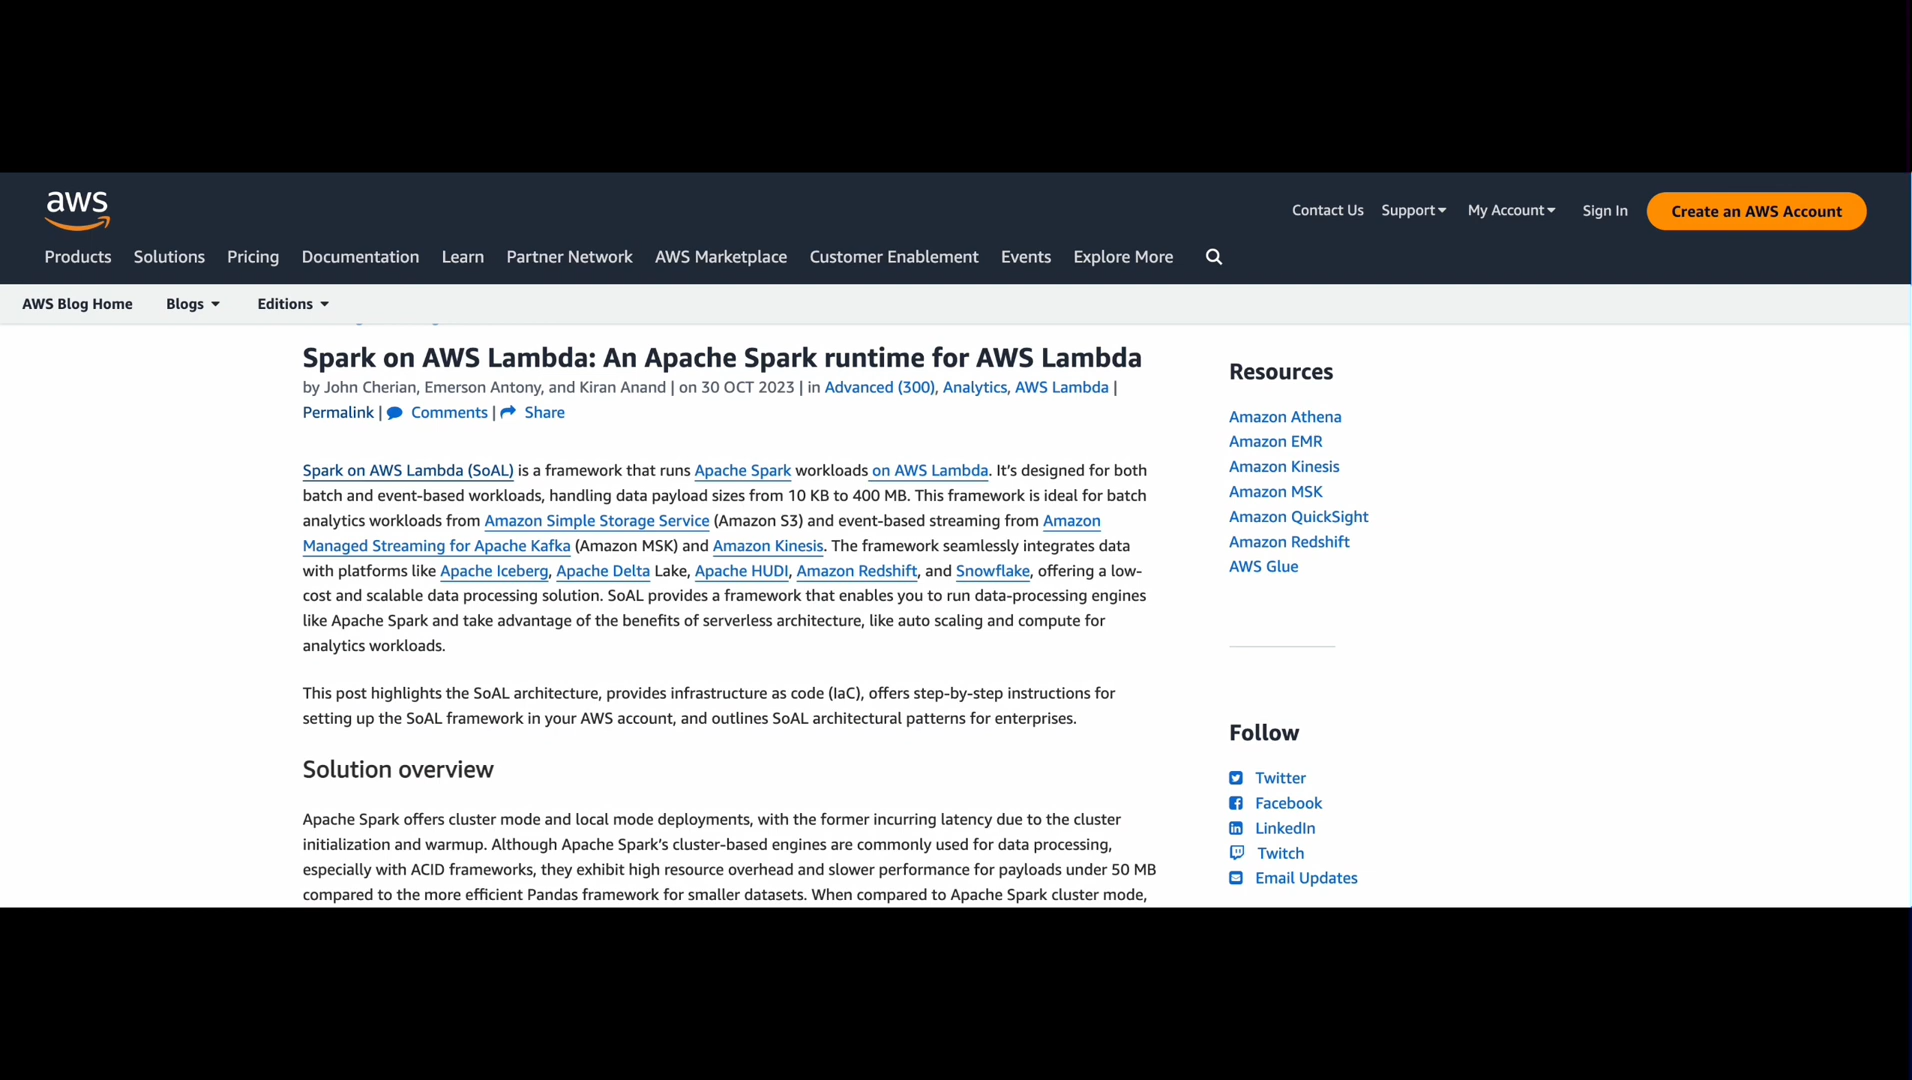 aws
Contact Us Support My Account Sign In Create an AWS Account
Products Solutions Pricing Documentation Learn Partner Network AWS Marketplace Customer Enablement Events Explore More
AWS Blog Home Blogs Editions
Spark on AWS Lambda: An Apache Spark runtime for AWS Lambda
by John Cherian, Emerson Antony, and Kiran Anand | on 30 OCT 2023 | in Advanced (300), Analytics, AWS Lambda |
Permalink | Comments | Share
Spark on AWS Lambda (SoAL) is a framework that runs Apache Spark workloads on AWS Lambda. It’s designed for both
batch and event-based workloads, handling data payload sizes from 10 KB to 400 MB. This framework is ideal for batch
analytics workloads from Amazon Simple Storage Service (Amazon S3) and event-based streaming from Amazon
Managed Streaming for Apache Kafka (Amazon MSK) and Amazon Kinesis. The framework seamlessly integrates data
with platforms like Apache Iceberg, Apache Delta Lake, Apache HUDI, Amazon Redshift, and Snowflake, offering a low-
cost and scalable data processing solution. SoAL provides a framework that enables you to run data-processing engines
like Apache Spark and take advantage of the benefits of serverless architecture, like auto scaling and compute for
analytics workloads.
This post highlights the SoAL architecture, provides infrastructure as code (IaC), offers step-by-step instructions for
setting up the SoAL framework in your AWS account, and outlines SoAL architectural patterns for enterprises.
Solution overview
Apache Spark offers cluster mode and local mode deployments, with the former incurring latency due to the cluster
initialization and warmup. Although Apache Spark’s cluster-based engines are commonly used for data processing,
especially with ACID frameworks, they exhibit high resource overhead and slower performance for payloads under 50 MB
compared to the more efficient Pandas framework for smaller datasets. When compared to Apache Spark cluster mode,
Resources
Amazon Athena
Amazon EMR
Amazon Kinesis
Amazon MSK
Amazon QuickSight
Amazon Redshift
AWS Glue
Follow
Twitter
Facebook
LinkedIn
Twitch
Email Updates